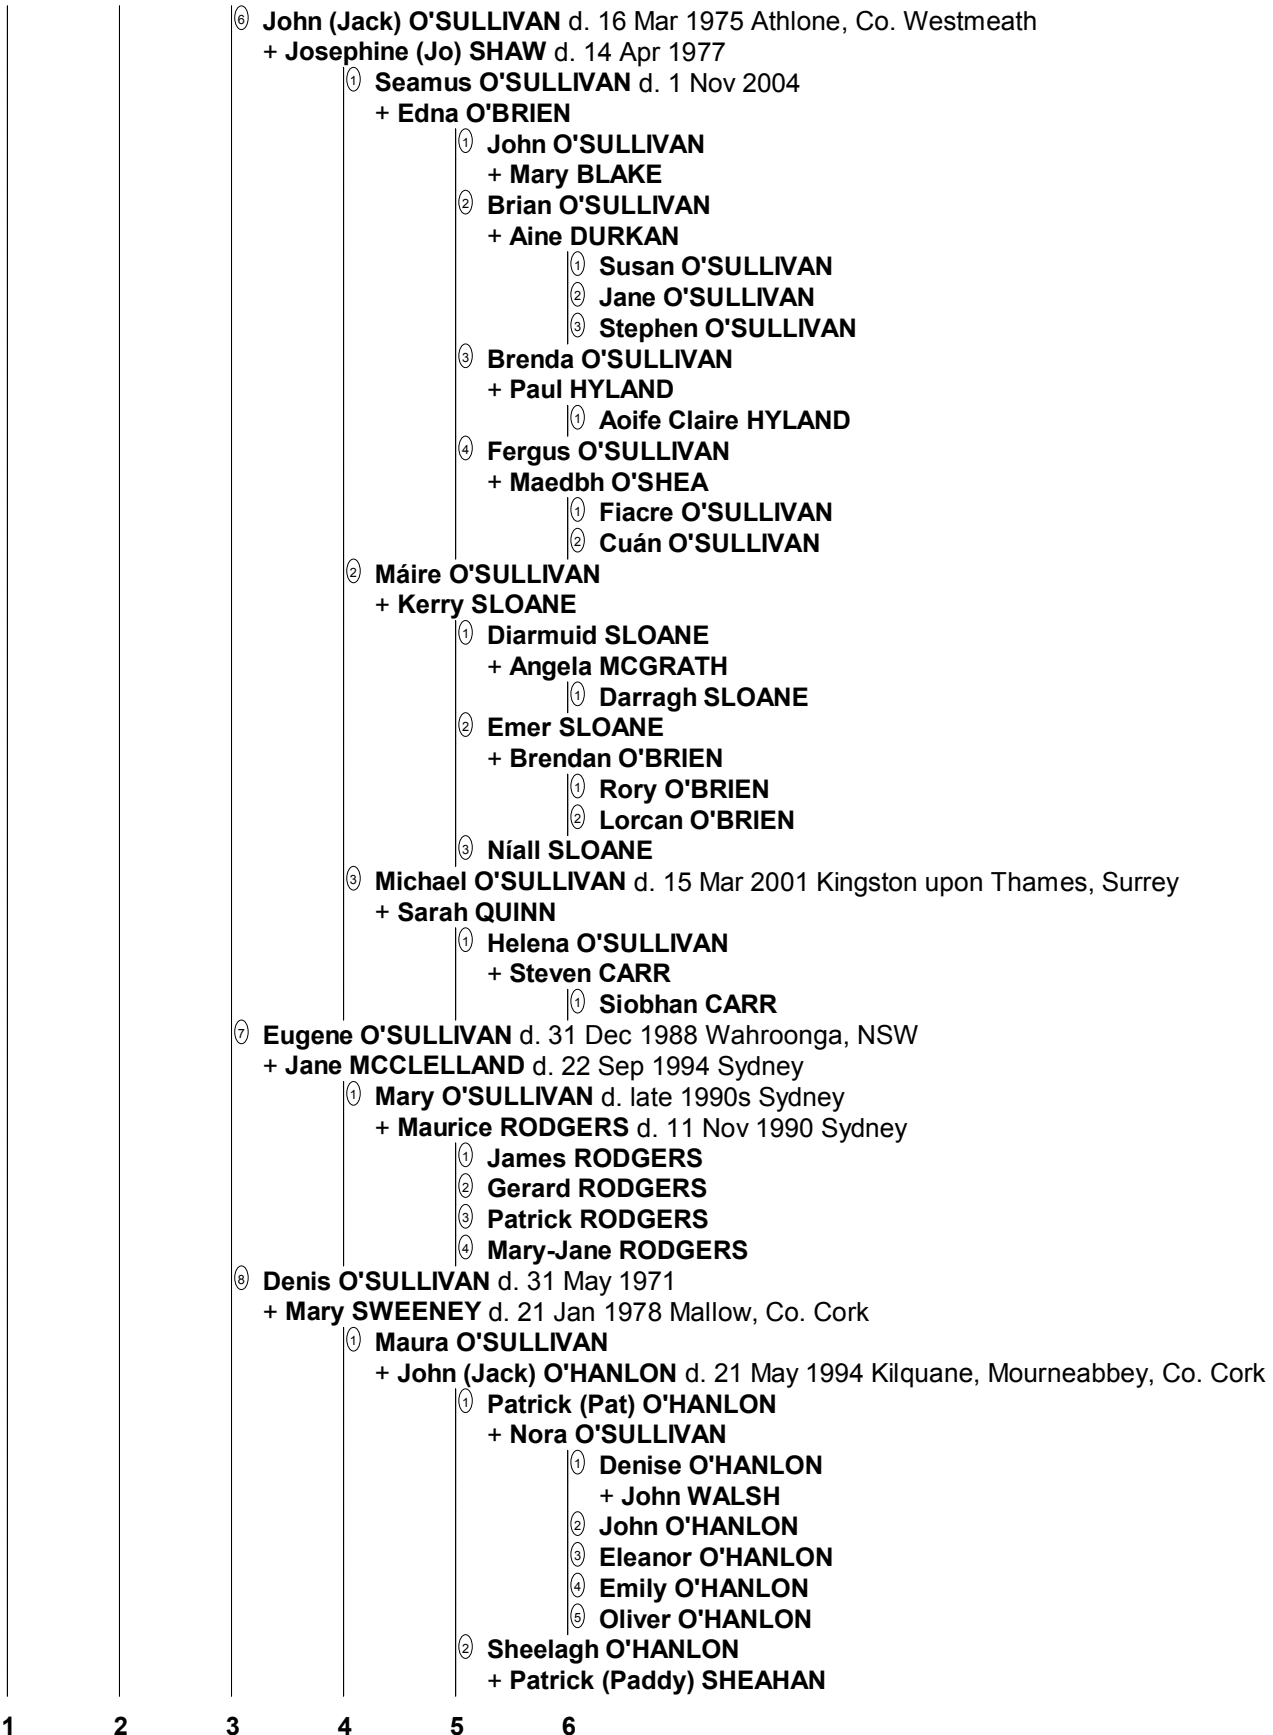 ⑥ John (Jack) O'SULLIVAN d. 16 Mar 1975 Athlone, Co. Westmeath
+ Josephine (Jo) SHAW d. 14 Apr 1977
① Seamus O'SULLIVAN d. 1 Nov 2004
+ Edna O'BRIEN
① John O'SULLIVAN
+ Mary BLAKE
② Brian O'SULLIVAN
+ Aine DURKAN
① Susan O'SULLIVAN
② Jane O'SULLIVAN
③ Stephen O'SULLIVAN
③ Brenda O'SULLIVAN
+ Paul HYLAND
① Aoife Claire HYLAND
④ Fergus O'SULLIVAN
+ Maedbh O'SHEA
① Fiacre O'SULLIVAN
② Cuán O'SULLIVAN
② Máire O'SULLIVAN
+ Kerry SLOANE
① Diarmuid SLOANE
+ Angela MCGRATH
① Darragh SLOANE
② Emer SLOANE
+ Brendan O'BRIEN
① Rory O'BRIEN
② Lorcan O'BRIEN
③ Níall SLOANE
③ Michael O'SULLIVAN d. 15 Mar 2001 Kingston upon Thames, Surrey
+ Sarah QUINN
① Helena O'SULLIVAN
+ Steven CARR
① Siobhan CARR
⑦ Eugene O'SULLIVAN d. 31 Dec 1988 Wahroonga, NSW
+ Jane MCCLELLAND d. 22 Sep 1994 Sydney
① Mary O'SULLIVAN d. late 1990s Sydney
+ Maurice RODGERS d. 11 Nov 1990 Sydney
① James RODGERS
② Gerard RODGERS
③ Patrick RODGERS
④ Mary-Jane RODGERS
⑧ Denis O'SULLIVAN d. 31 May 1971
+ Mary SWEENEY d. 21 Jan 1978 Mallow, Co. Cork
① Maura O'SULLIVAN
+ John (Jack) O'HANLON d. 21 May 1994 Kilquane, Mourneabbey, Co. Cork
① Patrick (Pat) O'HANLON
+ Nora O'SULLIVAN
① Denise O'HANLON
+ John WALSH
② John O'HANLON
③ Eleanor O'HANLON
④ Emily O'HANLON
⑤ Oliver O'HANLON
② Sheelagh O'HANLON
+ Patrick (Paddy) SHEAHAN
1 2 3 4 5 6